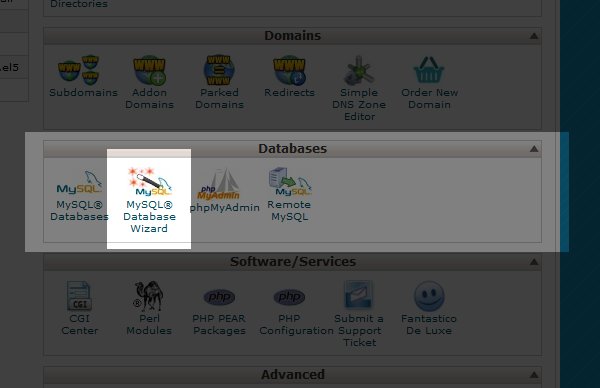 Directories
.el5
Domains
Subdomains
Addon
Domains
Parked
Domains
Redirects
Simple
DNS Zone
Editor
Order New
Domain
Databases
MySQL®
Databases
MySQL®
Database
Wizard
phpMyAdmin
Remote
MySQL
Software/Services
CGI
Center
Perl
Modules
PHP PEAR
Packages
PHP
Configuration
Submit a
Support
Ticket
Fantastico
De Luxe
Advanced